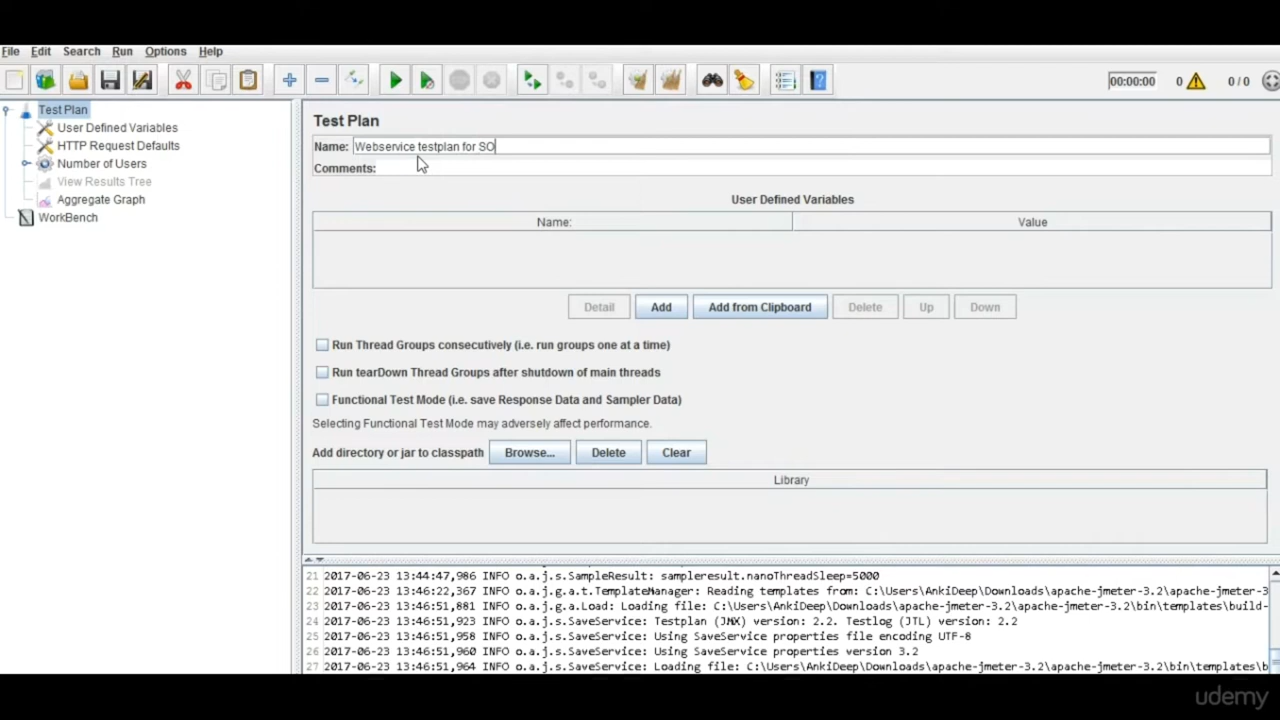 File Edit Search Run Options Help
00:00:00 0 0 / 0
Test Plan
User Defined Variables
HTTP Request Defaults
Number of Users
View Results Tree
Aggregate Graph
WorkBench
Test Plan
Name: Webservice testplan for SO
Comments:
User Defined Variables
Name: Value
Detail Add Add from Clipboard Delete Up Down
Run Thread Groups consecutively (i.e. run groups one at a time)
Run tearDown Thread Groups after shutdown of main threads
Functional Test Mode (i.e. save Response Data and Sampler Data)
Selecting Functional Test Mode may adversely affect performance.
Add directory or jar to classpath Browse... Delete Clear
Library
21 2017-06-23 13:44:47,986 INFO o.a.j.s.SampleResult: sampleresult.nanoThreadSleep=5000
22 2017-06-23 13:46:22,367 INFO o.a.j.g.a.t.TemplateManager: Reading templates from: C:\Users\AnkiDeep\Downloads\apache-jmeter-3.2\apache-jmeter-3
23 2017-06-23 13:46:51,881 INFO o.a.j.g.a.Load: Loading file: C:\Users\AnkiDeep\Downloads\apache-jmeter-3.2\apache-jmeter-3.2\bin\templates\build-
24 2017-06-23 13:46:51,923 INFO o.a.j.s.SaveService: Testplan (JMX) version: 2.2. Testlog (JTL) version: 2.2
25 2017-06-23 13:46:51,958 INFO o.a.j.s.SaveService: Using SaveService properties file encoding UTF-8
26 2017-06-23 13:46:51,960 INFO o.a.j.s.SaveService: Using SaveService properties version 3.2
27 2017-06-23 13:46:51,964 INFO o.a.j.s.SaveService: Loading file: C:\Users\AnkiDeep\Downloads\apache-jmeter-3.2\apache-jmeter-3.2\bin\templates\b
udemy